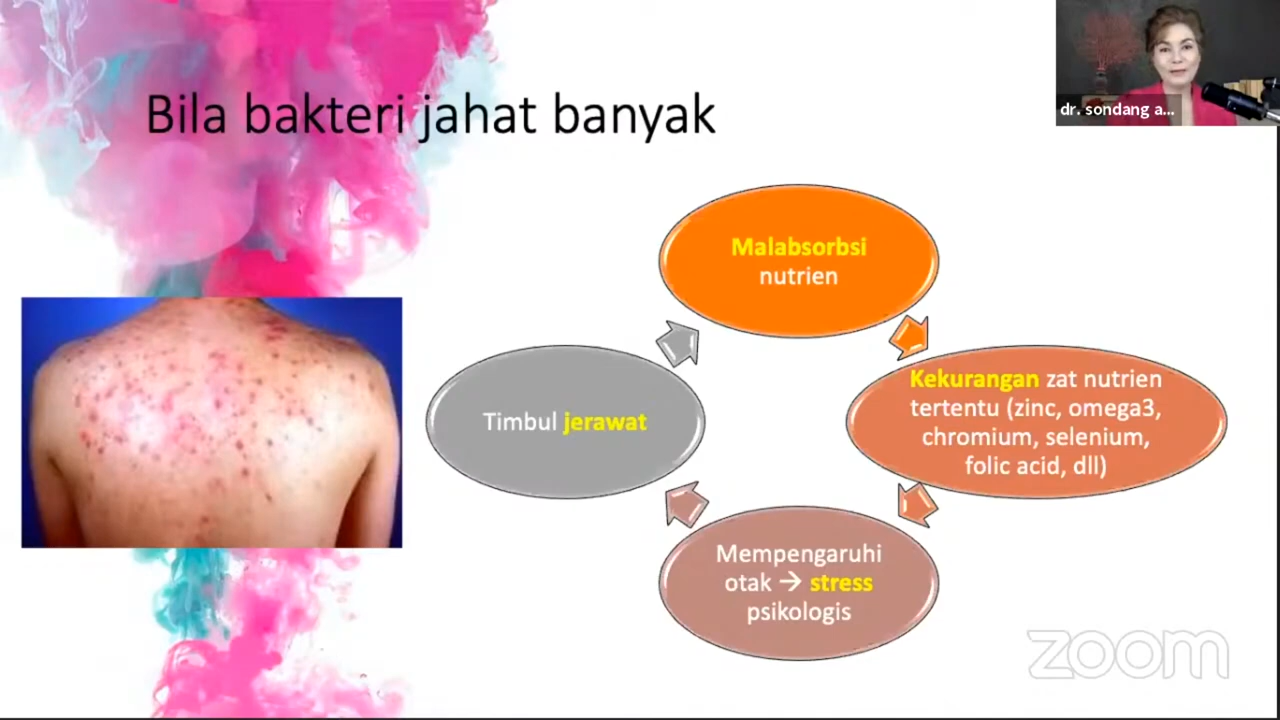 Bila bakteri jahat banyak
dr. sondang a...
Malabsorbsi
nutrien
Kekurangan zat nutrien
tertentu (zinc, omega3,
chromium, selenium,
folic acid, dll)
Mempengaruhi
otak → stress
psikologis
Timbul jerawat
zoom